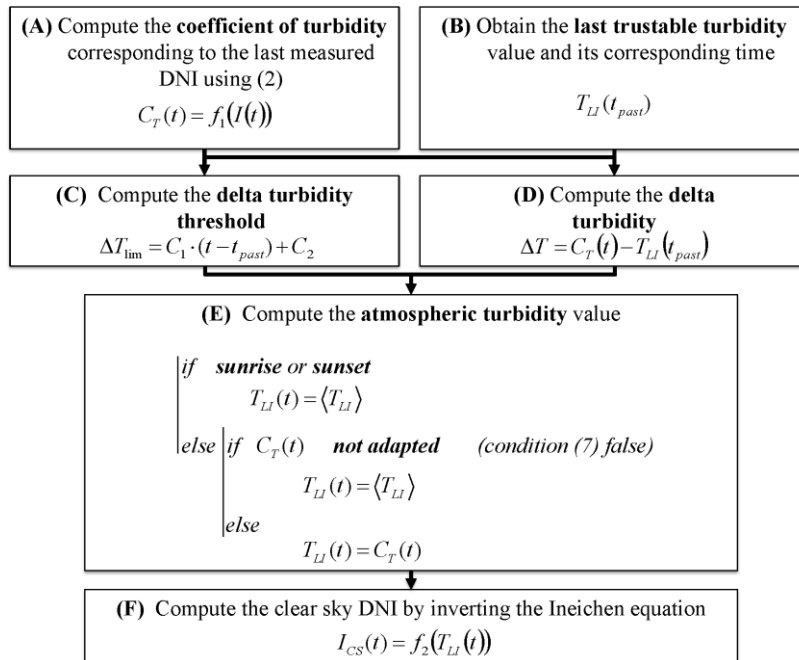 (A) Compute the coefficient of turbidity
corresponding to the last measured
DNI using (2)
C_T(t) = f_1(I(t))
(B) Obtain the last trustable turbidity
value and its corresponding time
T_LI(t_past)
(C) Compute the delta turbidity
threshold
ΔT_lim = C_1·(t − t_past) + C_2
(D) Compute the delta
turbidity
ΔT = C_T(t) − T_LI(t_past)
(E) Compute the atmospheric turbidity value
if sunrise or sunset
T_LI(t) = ⟨T_LI⟩
else if C_T(t) not adapted (condition (7) false)
T_LI(t) = ⟨T_LI⟩
else
T_LI(t) = C_T(t)
(F) Compute the clear sky DNI by inverting the Ineichen equation
I_CS(t) = f_2(T_LI(t))